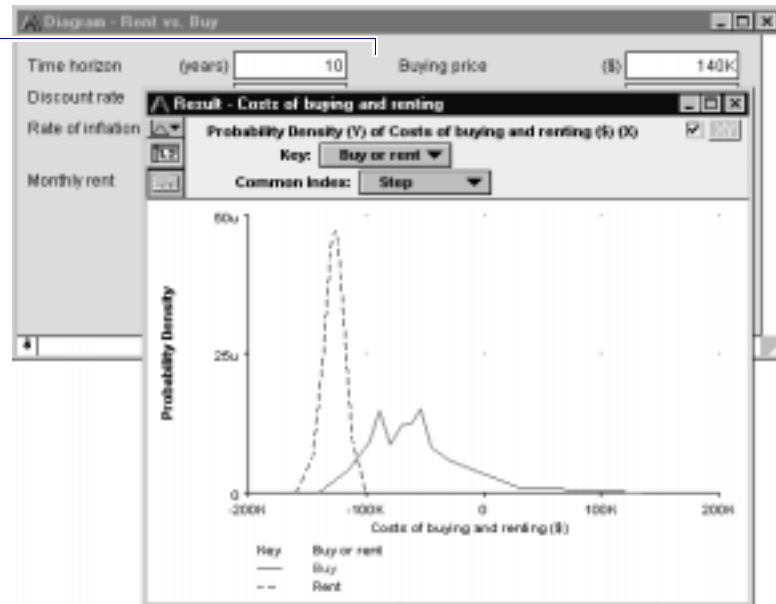 Diagram - Rent vs. Buy
Time horizon (years) 10 Buying price ($) 140K
Discount rate
Rate of inflation
Monthly rent
Result - Costs of buying and renting
Probability Density (Y) of Costs of buying and renting ($) (X)
Key: Buy or rent
Common Index: Step
50u
25u
0
Probability Density
-200K -100K 0 100K 200K
Costs of buying and renting ($)
Key Buy or rent
Buy
Rent